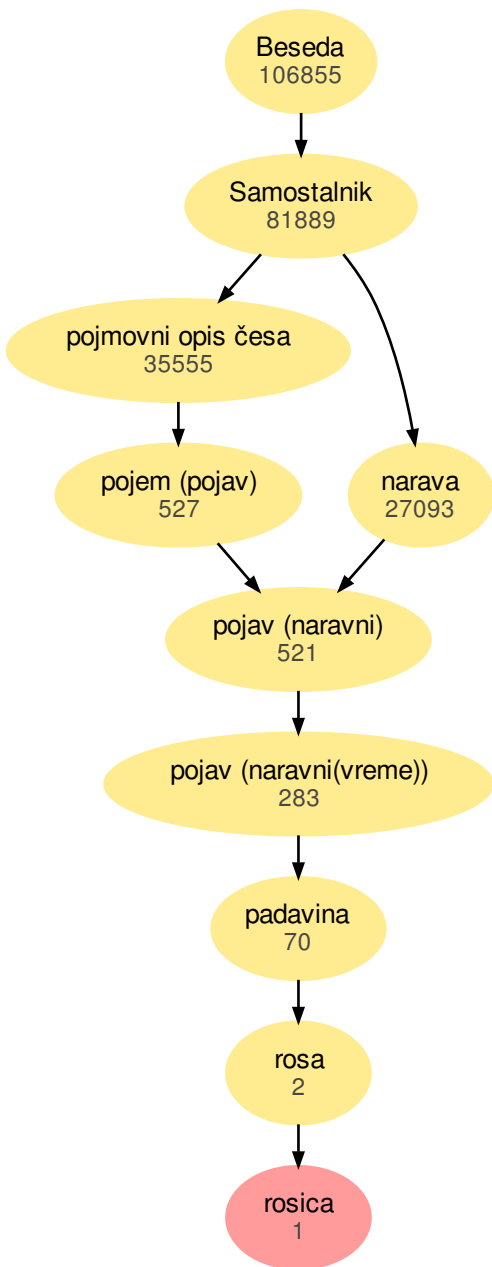 Beseda
106855
Samostalnik
81889
pojmovni opis česa
35555
pojem (pojav)
527
narava
27093
pojav (naravni)
521
pojav (naravni(vreme))
283
padavina
70
rosa
2
rosica
1